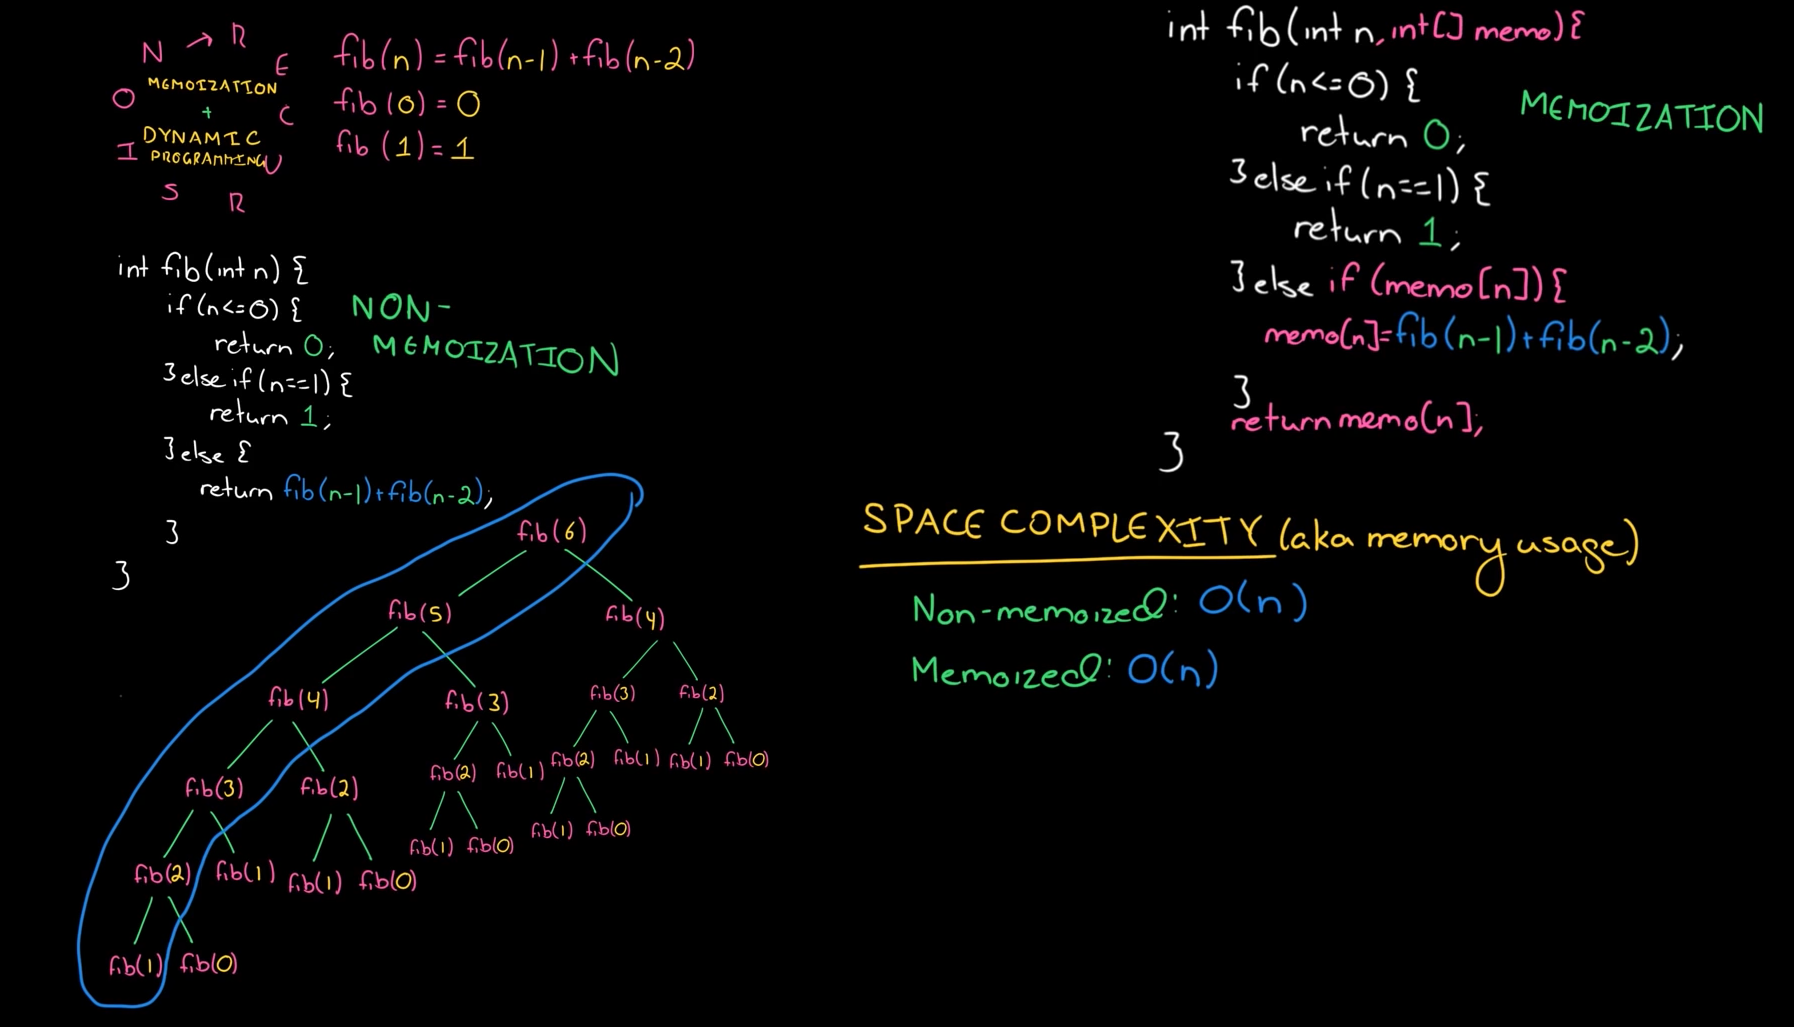 RECURSION
MEMOIZATION
+
DYNAMIC
PROGRAMMING
fib(n) = fib(n-1) + fib(n-2)
fib(0) = 0
fib(1) = 1
int fib(int n) {
if(n<=0) {
return 0;
}else if(n==1) {
return 1;
}else {
return fib(n-1)+fib(n-2);
}
}
NON-
MEMOIZATION
fib(6)
fib(5) fib(4)
fib(4) fib(3) fib(3) fib(2)
fib(3) fib(2) fib(2) fib(1) fib(2) fib(1) fib(1) fib(0)
fib(2) fib(1) fib(1) fib(0) fib(1) fib(0) fib(1) fib(0)
fib(1) fib(0)
int fib(int n, int[] memo){
if(n<=0) {
return 0;
}else if(n==1) {
return 1;
}else if (memo[n]){
memo[n]=fib(n-1)+fib(n-2);
}
return memo[n];
}
MEMOIZATION
SPACE COMPLEXITY (aka memory usage)
Non-memoized: O(n)
Memoized: O(n)